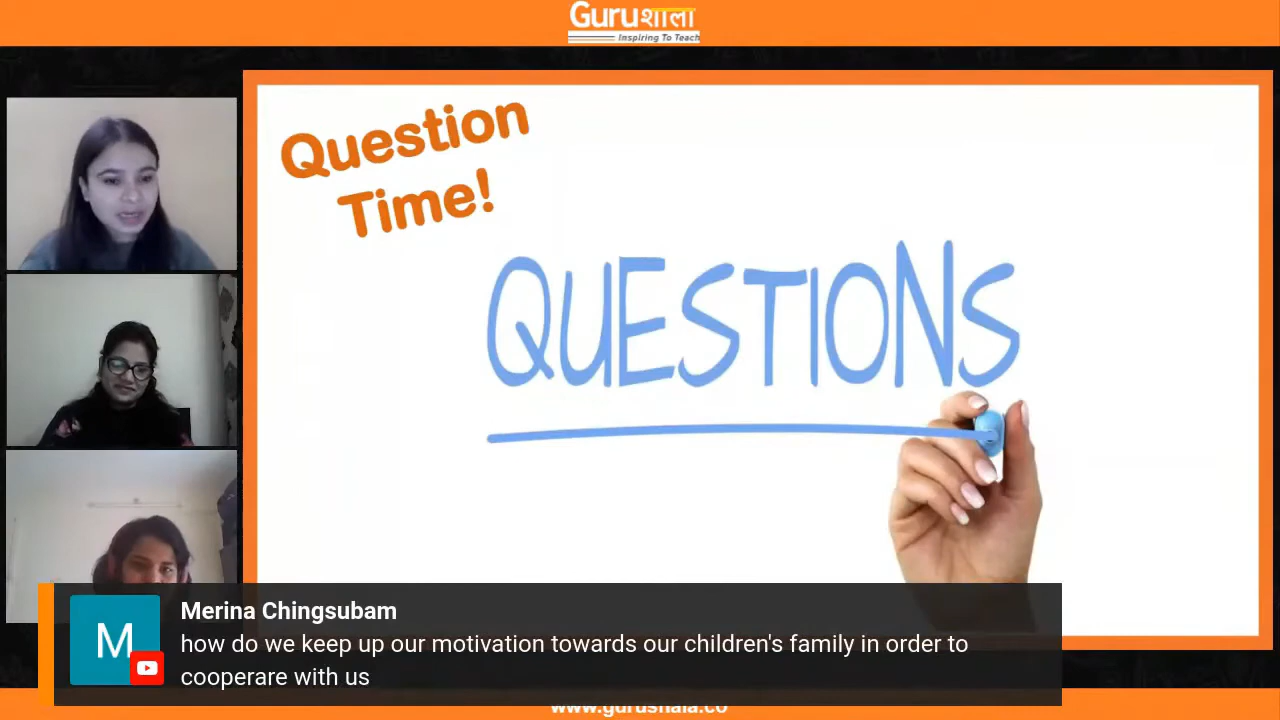 Guruशाला
Inspiring To Teach
Question
Time!
QUESTIONS
M
Merina Chingsubam
how do we keep up our motivation towards our children's family in order to
cooperare with us
www.gurushala.co